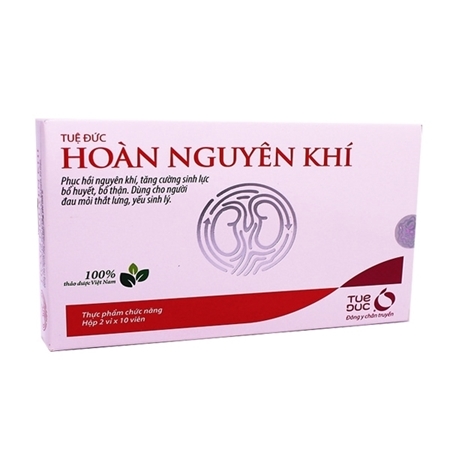 TUỆ ĐỨC
HOÀN NGUYÊN KHÍ
Phục hồi nguyên khí, tăng cường sinh lực
bổ huyết, bổ thận. Dùng cho người
đau mỏi thắt lưng, yếu sinh lý.
100%
thảo dược Việt Nam
Thực phẩm chức năng
Hộp 2 vỉ x 10 viên
TUE
DUC
Đông y chân truyền